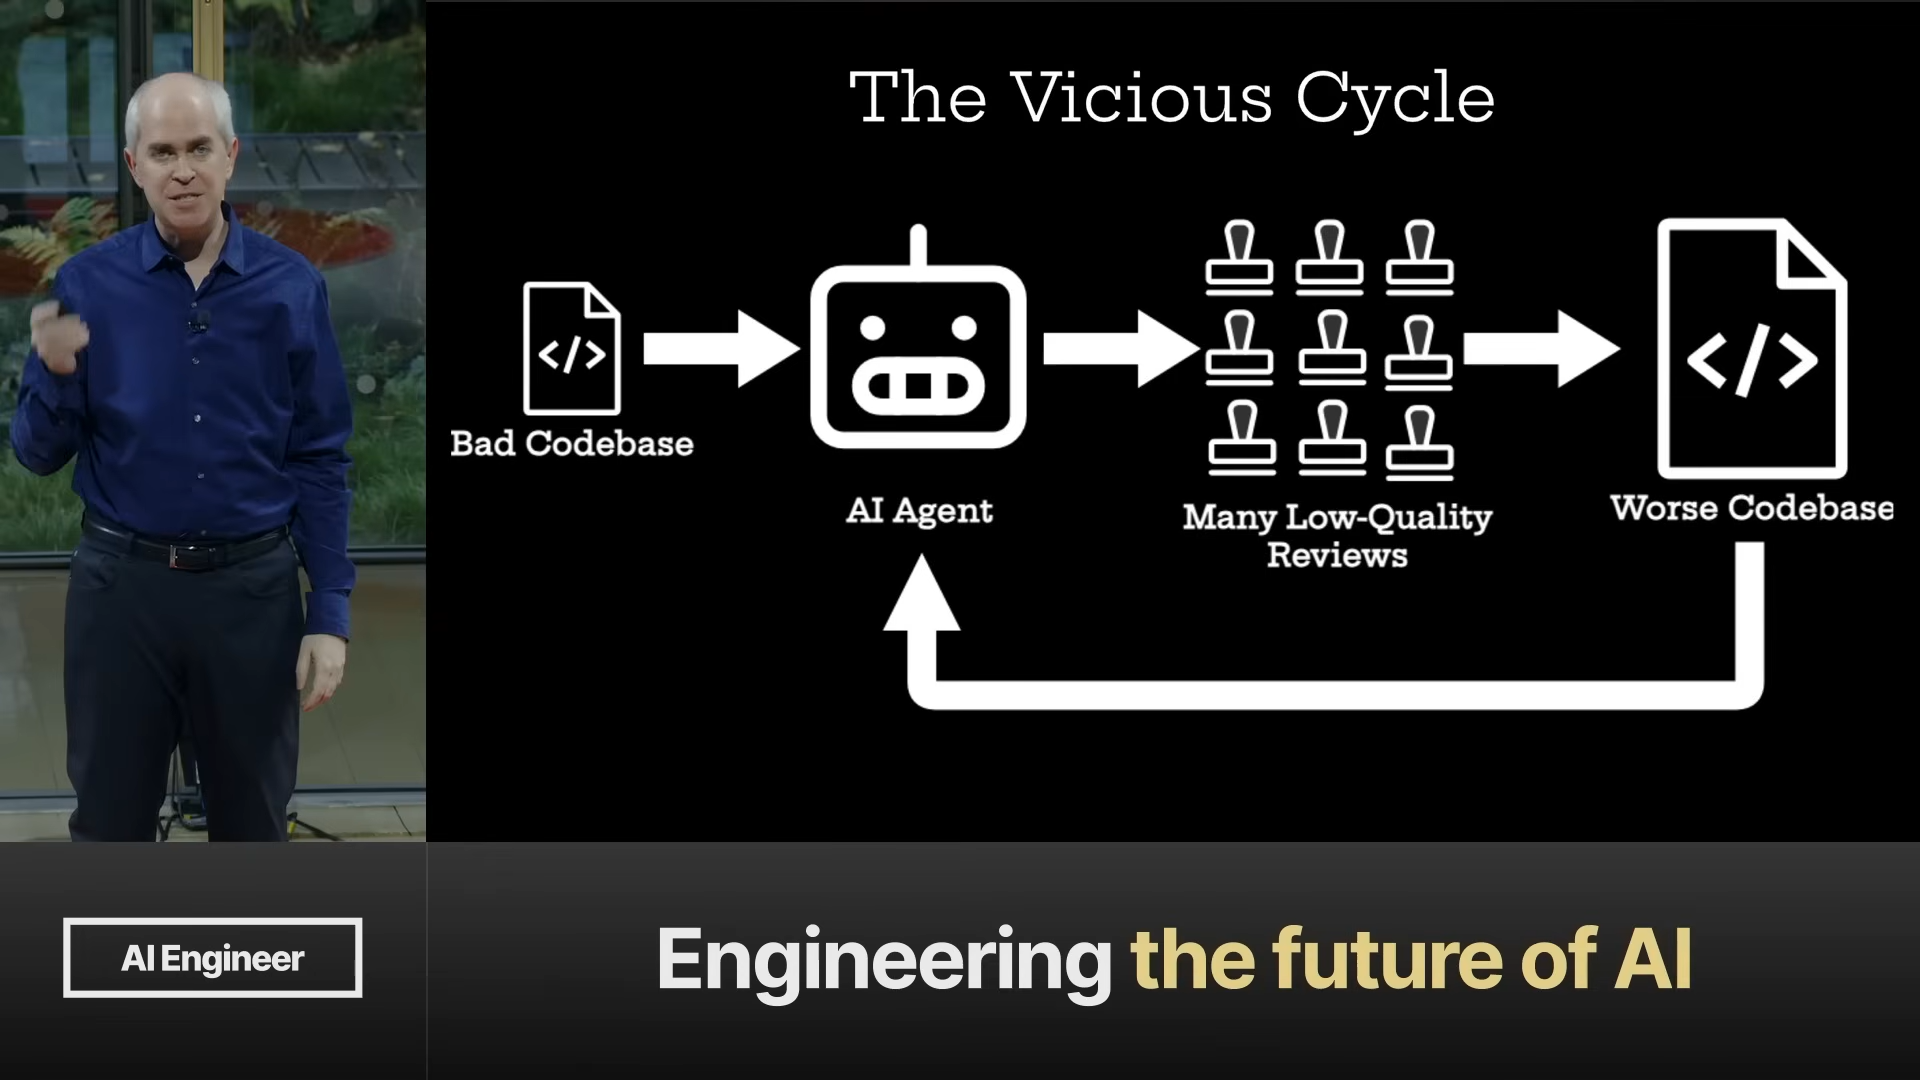 The Vicious Cycle
</>
Bad Codebase
AI Agent
Many Low-Quality
Reviews
</>
Worse Codebase
AI Engineer
Engineering the future of AI